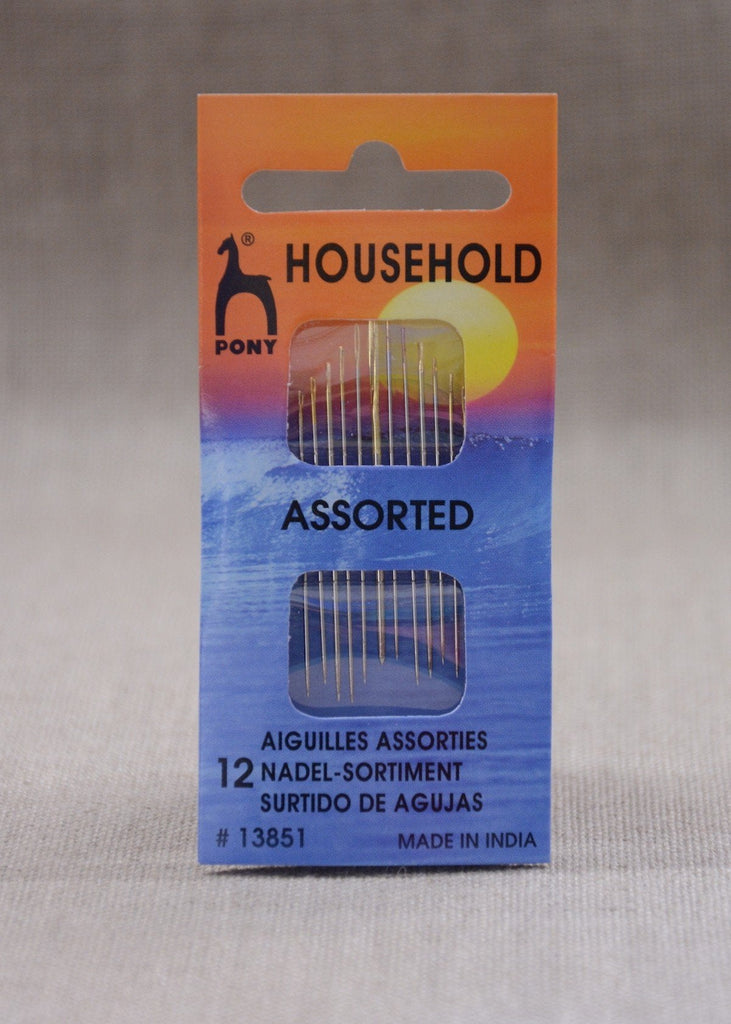 ®
HOUSEHOLD
PONY
ASSORTED
AIGUILLES ASSORTIES
12 NADEL-SORTIMENT
SURTIDO DE AGUJAS
# 13851 MADE IN INDIA